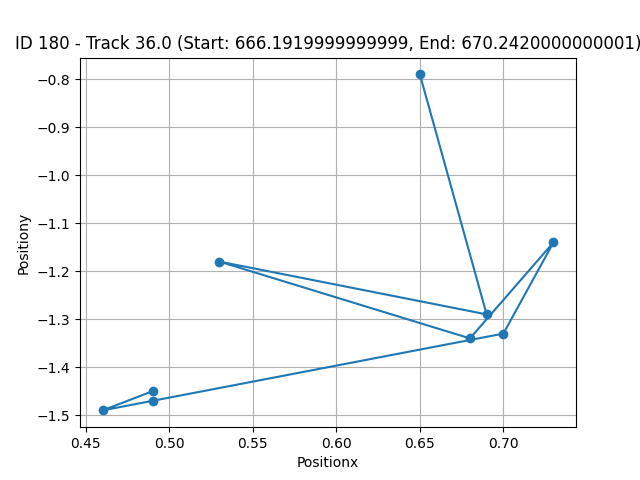 ID 180 - Track 36.0 (Start: 666.1919999999999, End: 670.2420000000001)
−0.8
−0.9
−1.0
−1.1
−1.2
−1.3
−1.4
−1.5
Positiony
0.45 0.50 0.55 0.60 0.65 0.70
Positionx